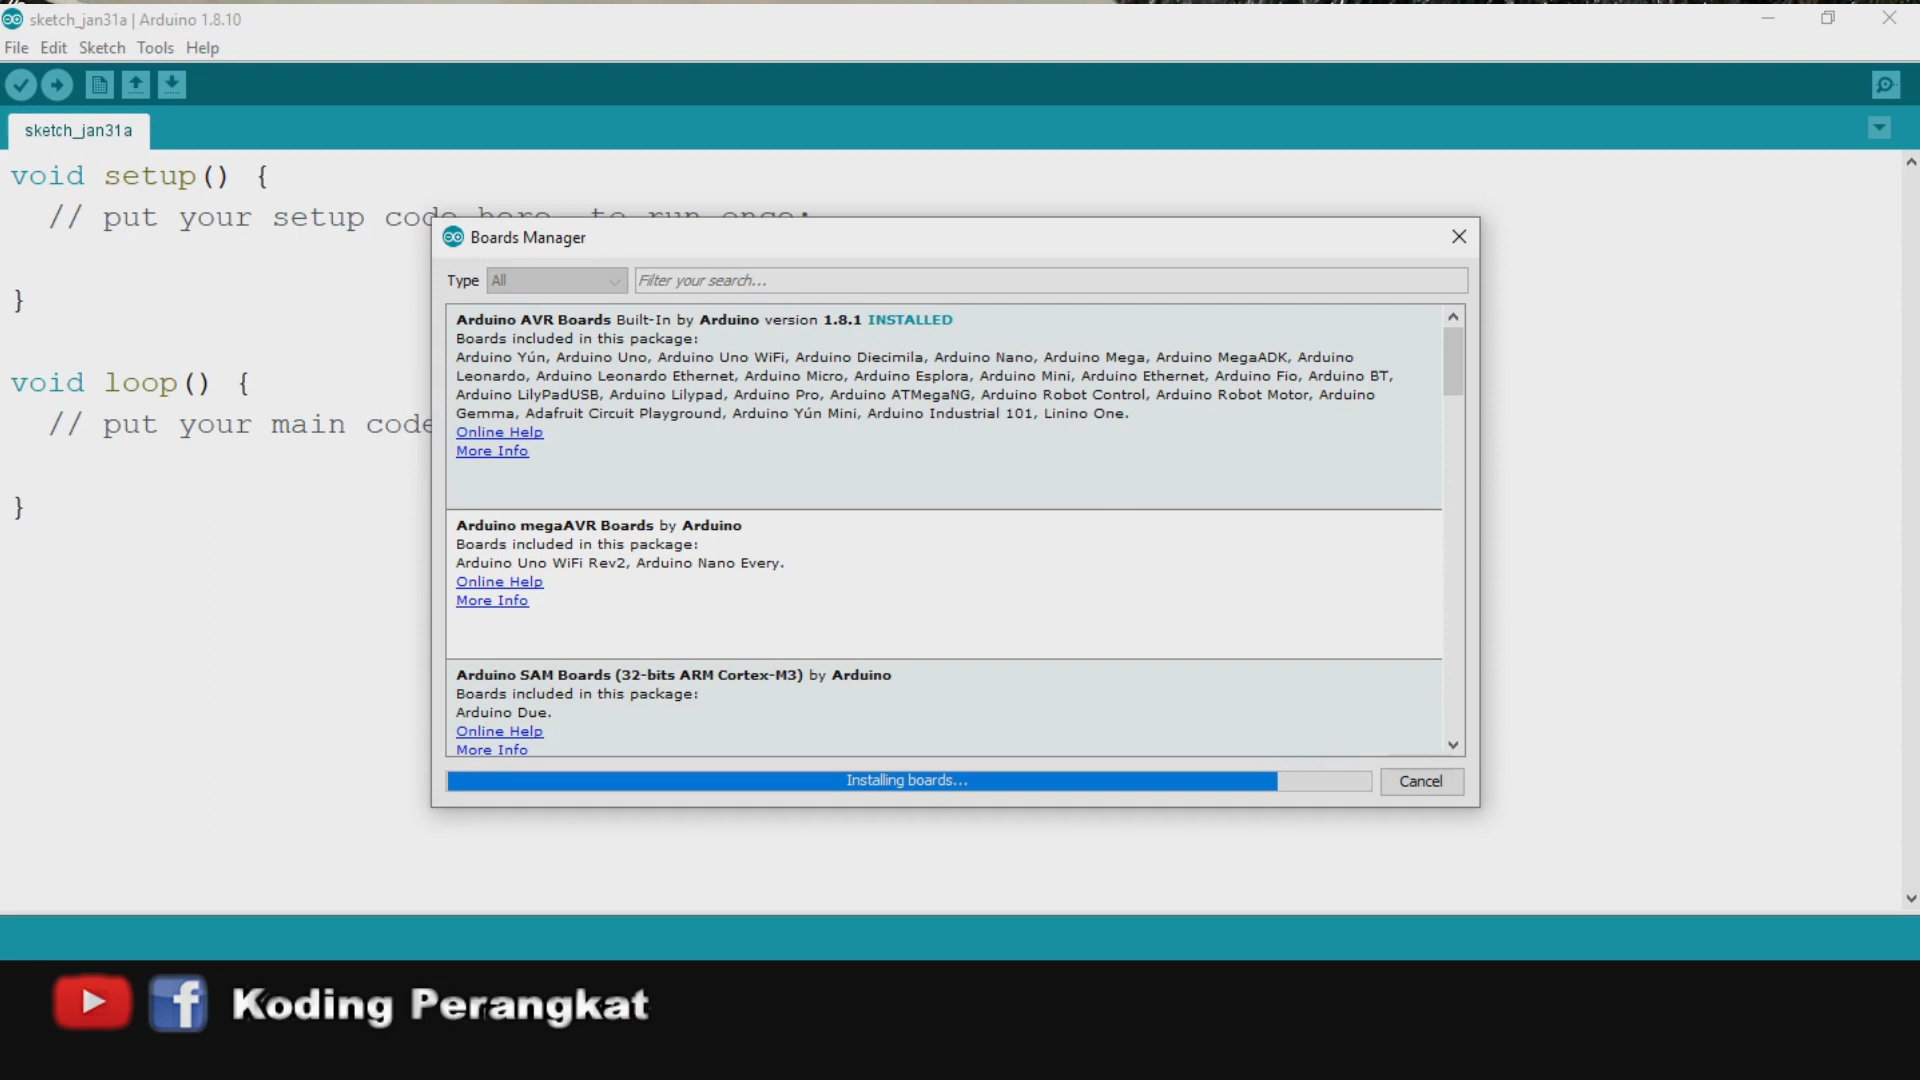 sketch_jan31a | Arduino 1.8.10
File Edit Sketch Tools Help
sketch_jan31a
void setup() {
// put your setup code here, to run once:
}
void loop() {
// put your main code
}
Boards Manager
Type All Filter your search...
Arduino AVR Boards Built-In by Arduino version 1.8.1 INSTALLED
Boards included in this package:
Arduino Yún, Arduino Uno, Arduino Uno WiFi, Arduino Diecimila, Arduino Nano, Arduino Mega, Arduino MegaADK, Arduino
Leonardo, Arduino Leonardo Ethernet, Arduino Micro, Arduino Esplora, Arduino Mini, Arduino Ethernet, Arduino Fio, Arduino BT,
Arduino LilyPadUSB, Arduino Lilypad, Arduino Pro, Arduino ATMegaNG, Arduino Robot Control, Arduino Robot Motor, Arduino
Gemma, Adafruit Circuit Playground, Arduino Yún Mini, Arduino Industrial 101, Linino One.
Online Help
More Info
Arduino megaAVR Boards by Arduino
Boards included in this package:
Arduino Uno WiFi Rev2, Arduino Nano Every.
Online Help
More Info
Arduino SAM Boards (32-bits ARM Cortex-M3) by Arduino
Boards included in this package:
Arduino Due.
Online Help
More Info
Installing boards...
Cancel
Koding Perangkat